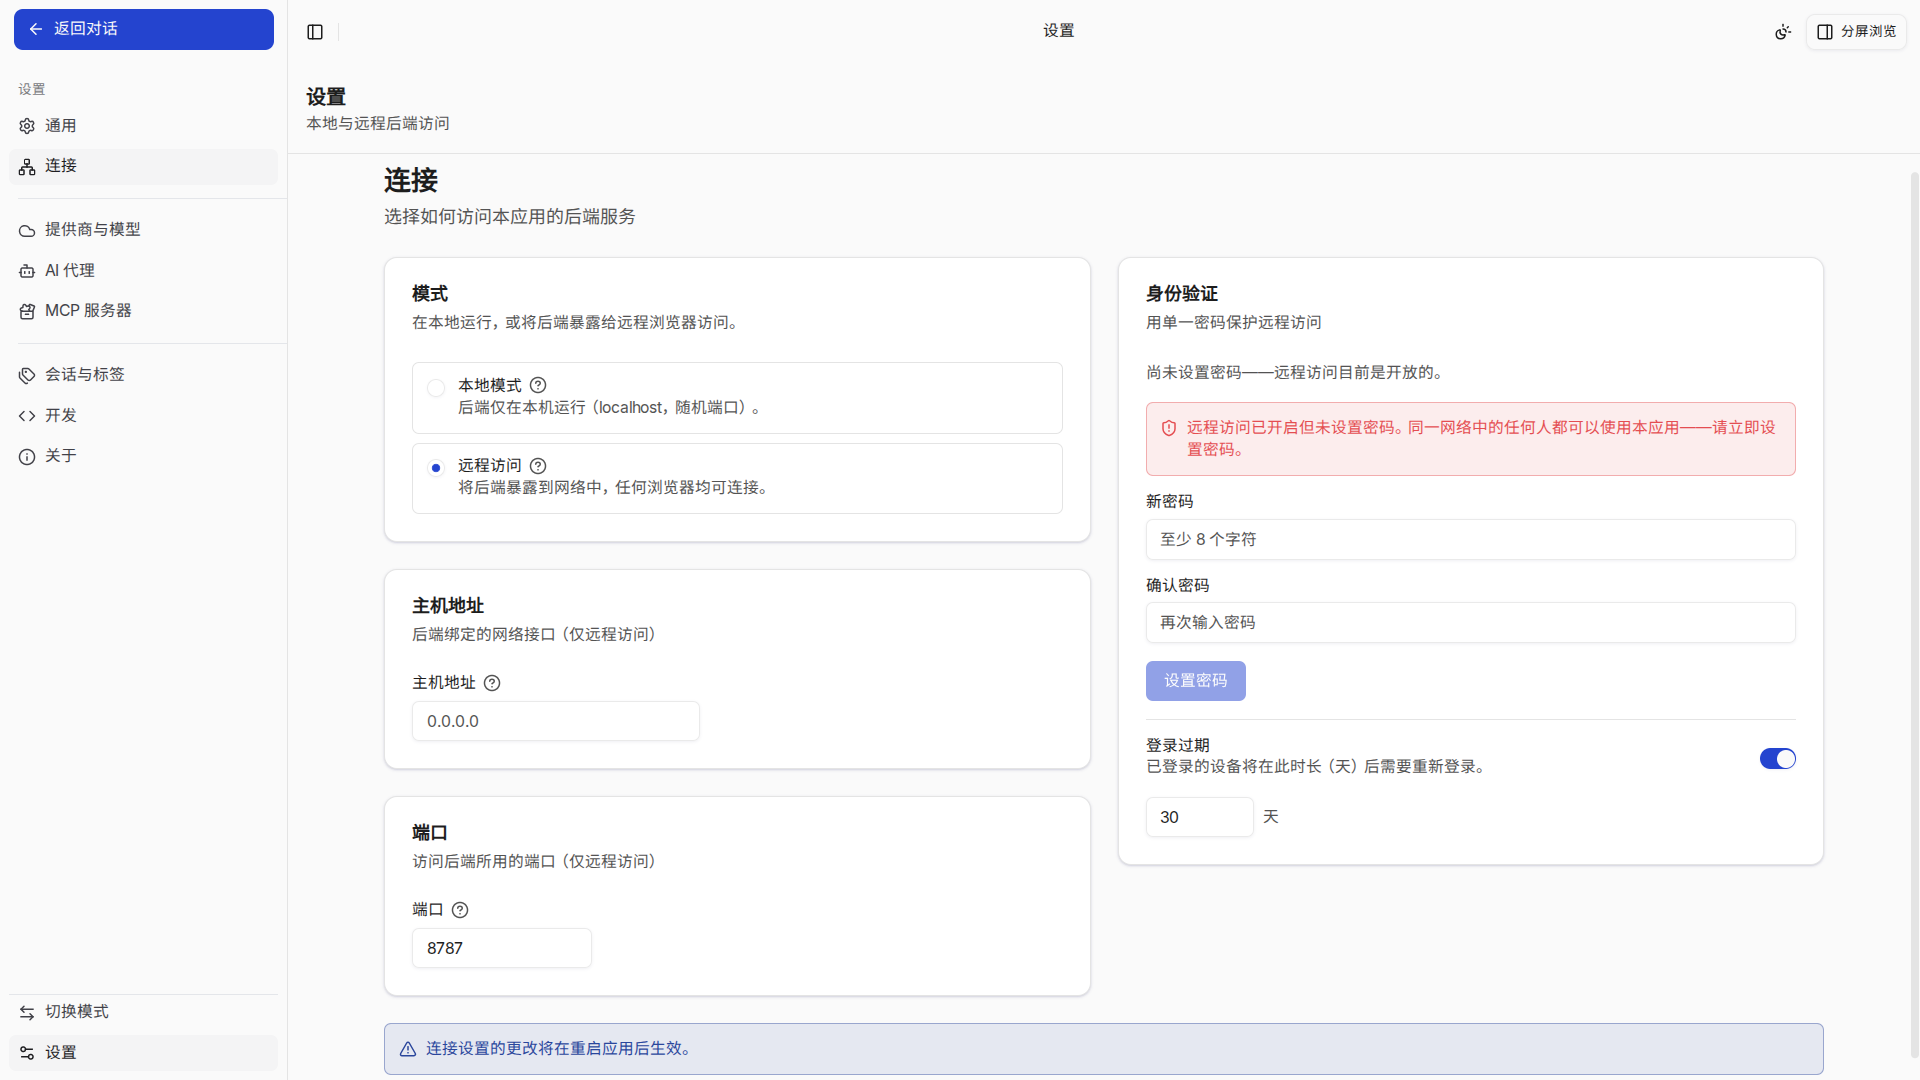 返回对话
设置
通用
连接
提供商与模型
AI 代理
MCP 服务器
会话与标签
开发
关于
切换模式
设置
设置
分屏浏览
设置
本地与远程后端访问
连接
选择如何访问本应用的后端服务
模式
在本地运行，或将后端暴露给远程浏览器访问。
本地模式
后端仅在本机运行（localhost，随机端口）。
远程访问
将后端暴露到网络中，任何浏览器均可连接。
主机地址
后端绑定的网络接口（仅远程访问）
主机地址
0.0.0.0
端口
访问后端所用的端口（仅远程访问）
端口
8787
身份验证
用单一密码保护远程访问
尚未设置密码——远程访问目前是开放的。
远程访问已开启但未设置密码。同一网络中的任何人都可以使用本应用——请立即设
置密码。
新密码
至少 8 个字符
确认密码
再次输入密码
设置密码
登录过期
已登录的设备将在此时长（天）后需要重新登录。
30 天
连接设置的更改将在重启应用后生效。